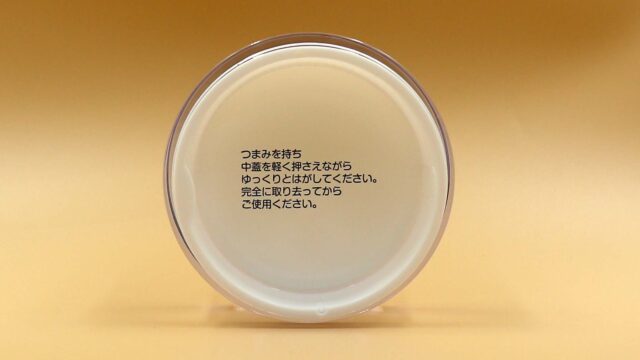 つまみを持ち
中蓋を軽く押さえながら
ゆっくりとはがしてください。
完全に取り去ってから
ご使用ください。